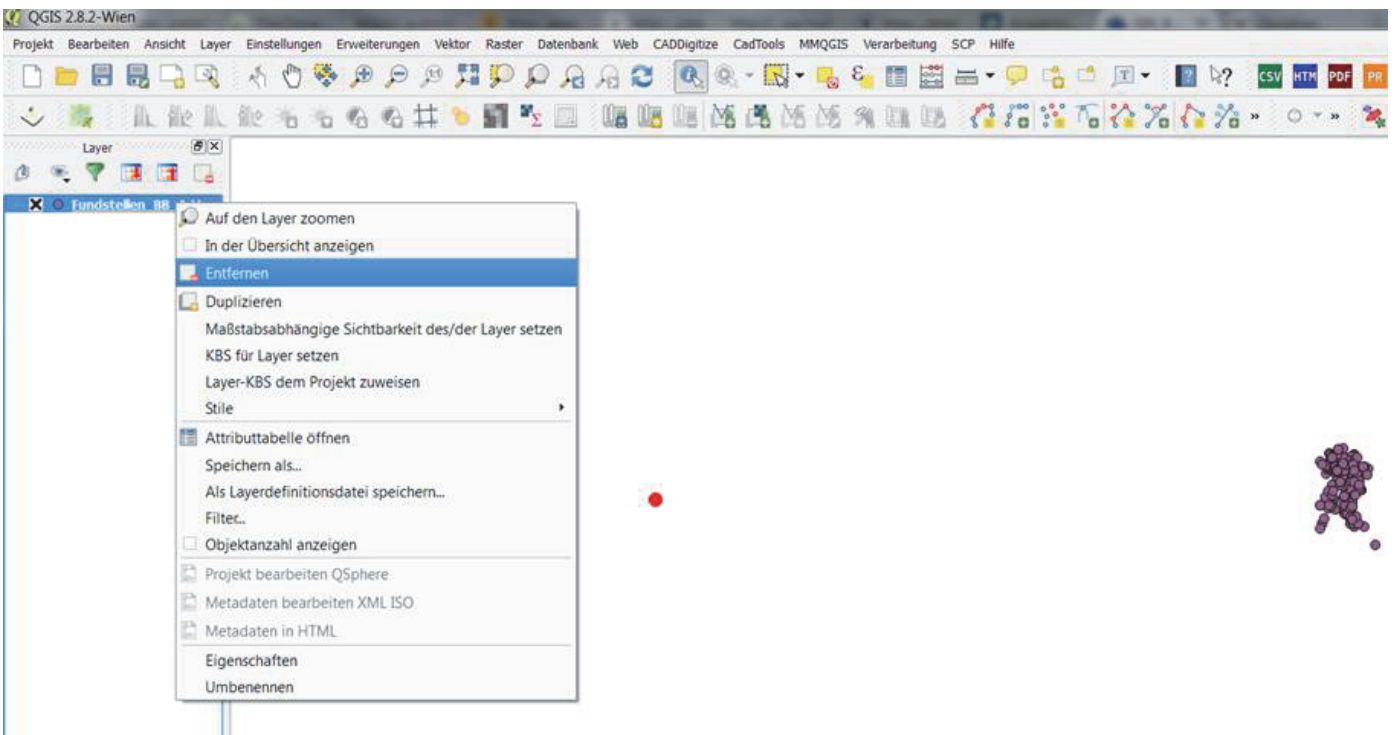 QGIS 2.8.2-Wien
Projekt Bearbeiten Ansicht Layer Einstellungen Erweiterungen Vektor Raster Datenbank Web CADDigitize CadTools MMQGIS Verarbeitung SCP Hilfe
CSV HTM PDF PR
Layer
Fundstellen_BB
Auf den Layer zoomen
In der Übersicht anzeigen
Entfernen
Duplizieren
Maßstabsabhängige Sichtbarkeit des/der Layer setzen
KBS für Layer setzen
Layer-KBS dem Projekt zuweisen
Stile
Attributtabelle öffnen
Speichern als...
Als Layerdefinitionsdatei speichern...
Filter...
Objektanzahl anzeigen
Projekt bearbeiten QSphere
Metadaten bearbeiten XML ISO
Metadaten in HTML
Eigenschaften
Umbenennen